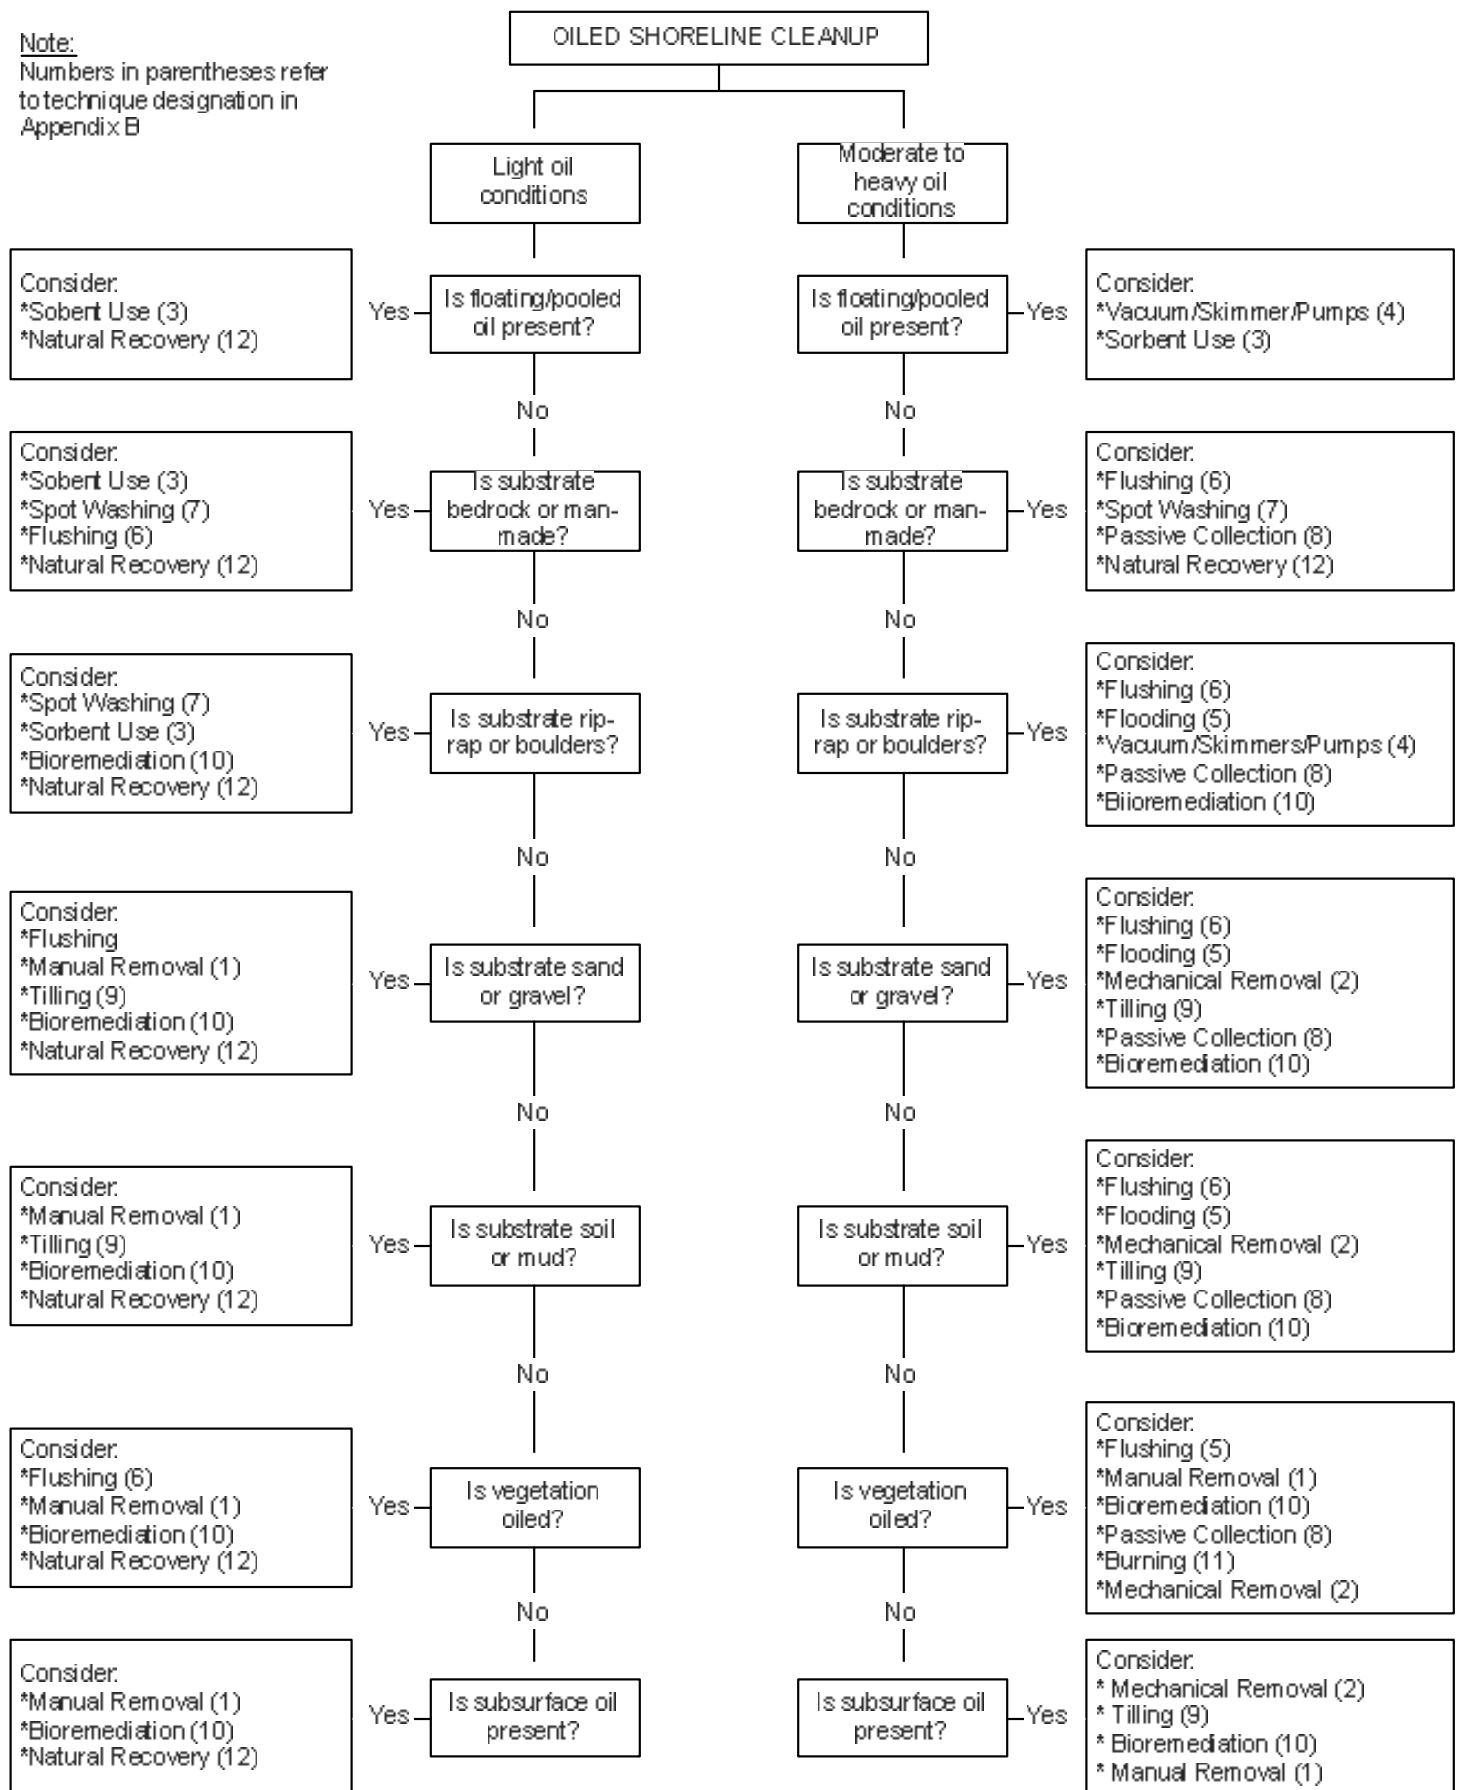 OILED SHORELINE CLEANUP
Note:
Numbers in parentheses refer
to technique designation in
Appendix B
Light oil
conditions
Moderate to
heavy oil
conditions
Consider:
*Sobent Use (3)
*Natural Recovery (12)
Yes
Is floating/pooled
oil present?
Is floating/pooled
oil present?
Yes
Consider:
*Vacuum/Skimmer/Pumps (4)
*Sorbent Use (3)
No
No
Consider:
*Sobent Use (3)
*Spot Washing (7)
*Flushing (6)
*Natural Recovery (12)
Yes
Is substrate
bedrock or man-
made?
Is substrate
bedrock or man-
made?
Yes
Consider:
*Flushing (6)
*Spot Washing (7)
*Passive Collection (8)
*Natural Recovery (12)
No
No
Consider:
*Spot Washing (7)
*Sorbent Use (3)
*Bioremediation (10)
*Natural Recovery (12)
Yes
Is substrate rip-
rap or boulders?
Is substrate rip-
rap or boulders?
Yes
Consider:
*Flushing (6)
*Flooding (5)
*Vacuum/Skimmers/Pumps (4)
*Passive Collection (8)
*Biioremediation (10)
No
No
Consider:
*Flushing
*Manual Removal (1)
*Tilling (9)
*Bioremediation (10)
*Natural Recovery (12)
Yes
Is substrate sand
or gravel?
Is substrate sand
or gravel?
Yes
Consider:
*Flushing (6)
*Flooding (5)
*Mechanical Removal (2)
*Tilling (9)
*Passive Collection (8)
*Bioremediation (10)
No
No
Consider:
*Manual Removal (1)
*Tilling (9)
*Bioremediation (10)
*Natural Recovery (12)
Yes
Is substrate soil
or mud?
Is substrate soil
or mud?
Yes
Consider:
*Flushing (6)
*Flooding (5)
*Mechanical Removal (2)
*Tilling (9)
*Passive Collection (8)
*Bioremediation (10)
No
No
Consider:
*Flushing (6)
*Manual Removal (1)
*Bioremediation (10)
*Natural Recovery (12)
Yes
Is vegetation
oiled?
Is vegetation
oiled?
Yes
Consider:
*Flushing (5)
*Manual Removal (1)
*Bioremediation (10)
*Passive Collection (8)
*Burning (11)
*Mechanical Removal (2)
No
No
Consider:
*Manual Removal (1)
*Bioremediation (10)
*Natural Recovery (12)
Yes
Is subsurface oil
present?
Is subsurface oil
present?
Yes
Consider:
* Mechanical Removal (2)
* Tilling (9)
* Bioremediation (10)
* Manual Removal (1)